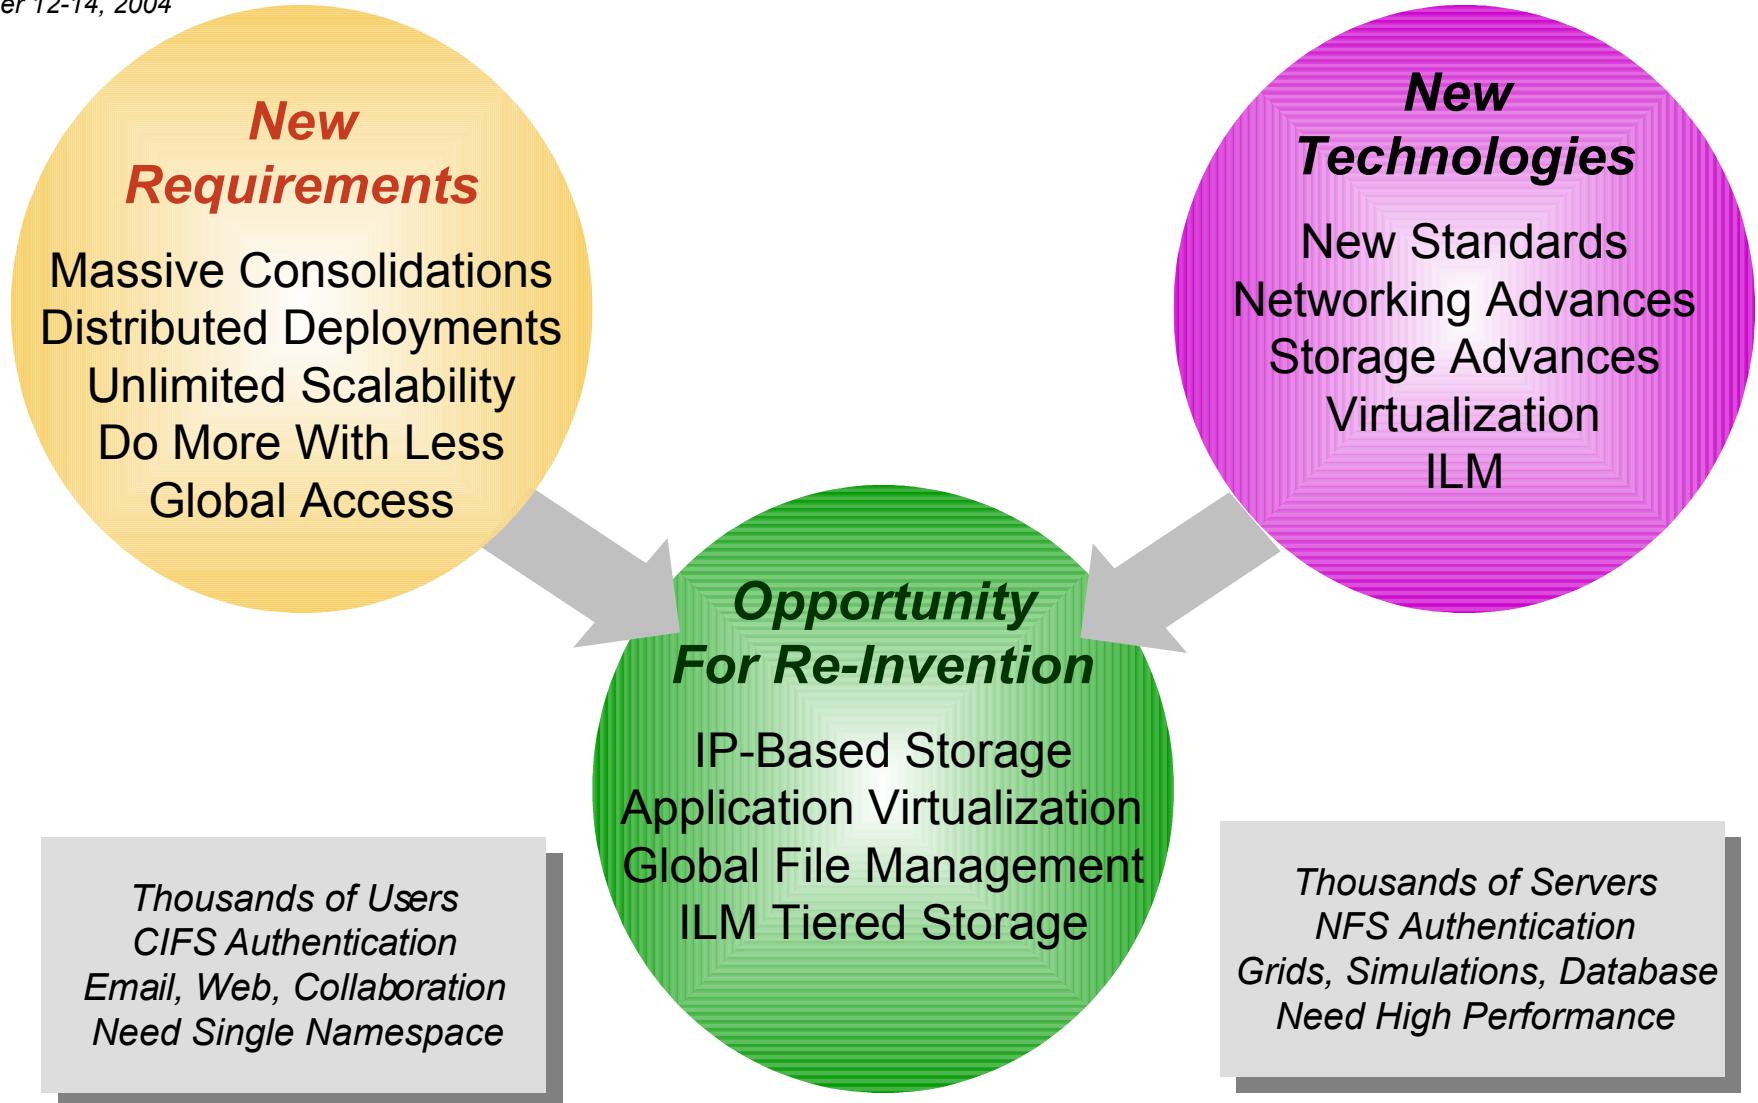 12-14, 2004
New
Requirements
Massive Consolidations
Distributed Deployments
Unlimited Scalability
Do More With Less
Global Access
New
Technologies
New Standards
Networking Advances
Storage Advances
Virtualization
ILM
Opportunity
For Re-Invention
IP-Based Storage
Application Virtualization
Global File Management
ILM Tiered Storage
Thousands of Users
CIFS Authentication
Email, Web, Collaboration
Need Single Namespace
Thousands of Servers
NFS Authentication
Grids, Simulations, Database
Need High Performance